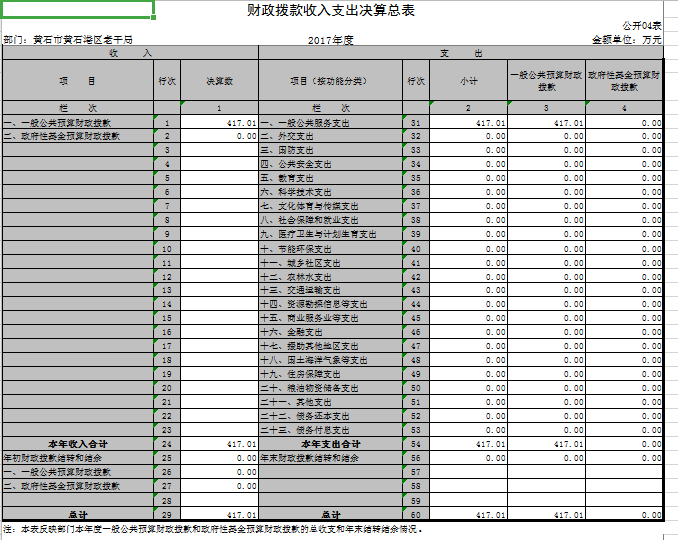 财政拨款收入支出决算总表
公开04表
部门：黄石市黄石港区老干局 2017年度 金额单位：万元
收 入 支 出
项 目 行次 决算数 项目（按功能分类） 行次 小计 一般公共预算财政拨款 政府性基金预算财政拨款
栏 次 1 栏 次 2 3 4
一、一般公共预算财政拨款 1 417.01 一、一般公共服务支出 31 417.01 417.01 0.00
二、政府性基金预算财政拨款 2 0.00 二、外交支出 32 0.00 0.00 0.00
3 三、国防支出 33 0.00 0.00 0.00
4 四、公共安全支出 34 0.00 0.00 0.00
5 五、教育支出 35 0.00 0.00 0.00
6 六、科学技术支出 36 0.00 0.00 0.00
7 七、文化体育与传媒支出 37 0.00 0.00 0.00
8 八、社会保障和就业支出 38 0.00 0.00 0.00
9 九、医疗卫生与计划生育支出 39 0.00 0.00 0.00
10 十、节能环保支出 40 0.00 0.00 0.00
11 十一、城乡社区支出 41 0.00 0.00 0.00
12 十二、农林水支出 42 0.00 0.00 0.00
13 十三、交通运输支出 43 0.00 0.00 0.00
14 十四、资源勘探信息等支出 44 0.00 0.00 0.00
15 十五、商业服务业等支出 45 0.00 0.00 0.00
16 十六、金融支出 46 0.00 0.00 0.00
17 十七、援助其他地区支出 47 0.00 0.00 0.00
18 十八、国土海洋气象等支出 48 0.00 0.00 0.00
19 十九、住房保障支出 49 0.00 0.00 0.00
20 二十、粮油物资储备支出 50 0.00 0.00 0.00
21 二十一、其他支出 51 0.00 0.00 0.00
22 二十二、债务还本支出 52 0.00 0.00 0.00
23 二十三、债务付息支出 53 0.00 0.00 0.00
本年收入合计 24 417.01 本年支出合计 54 417.01 417.01 0.00
年初财政拨款结转和结余 25 0.00 年末财政拨款结转和结余 56 0.00 0.00 0.00
一、一般公共预算财政拨款 26 0.00 57
二、政府性基金预算财政拨款 27 0.00 58
28 59
总计 29 417.01 总计 60 417.01 417.01 0.00
注：本表反映部门本年度一般公共预算财政拨款和政府性基金预算财政拨款的总收支和年末结转结余情况。